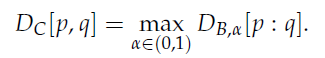 D_C[p, q] = max_{α∈(0,1)} D_{B,α}[p : q].